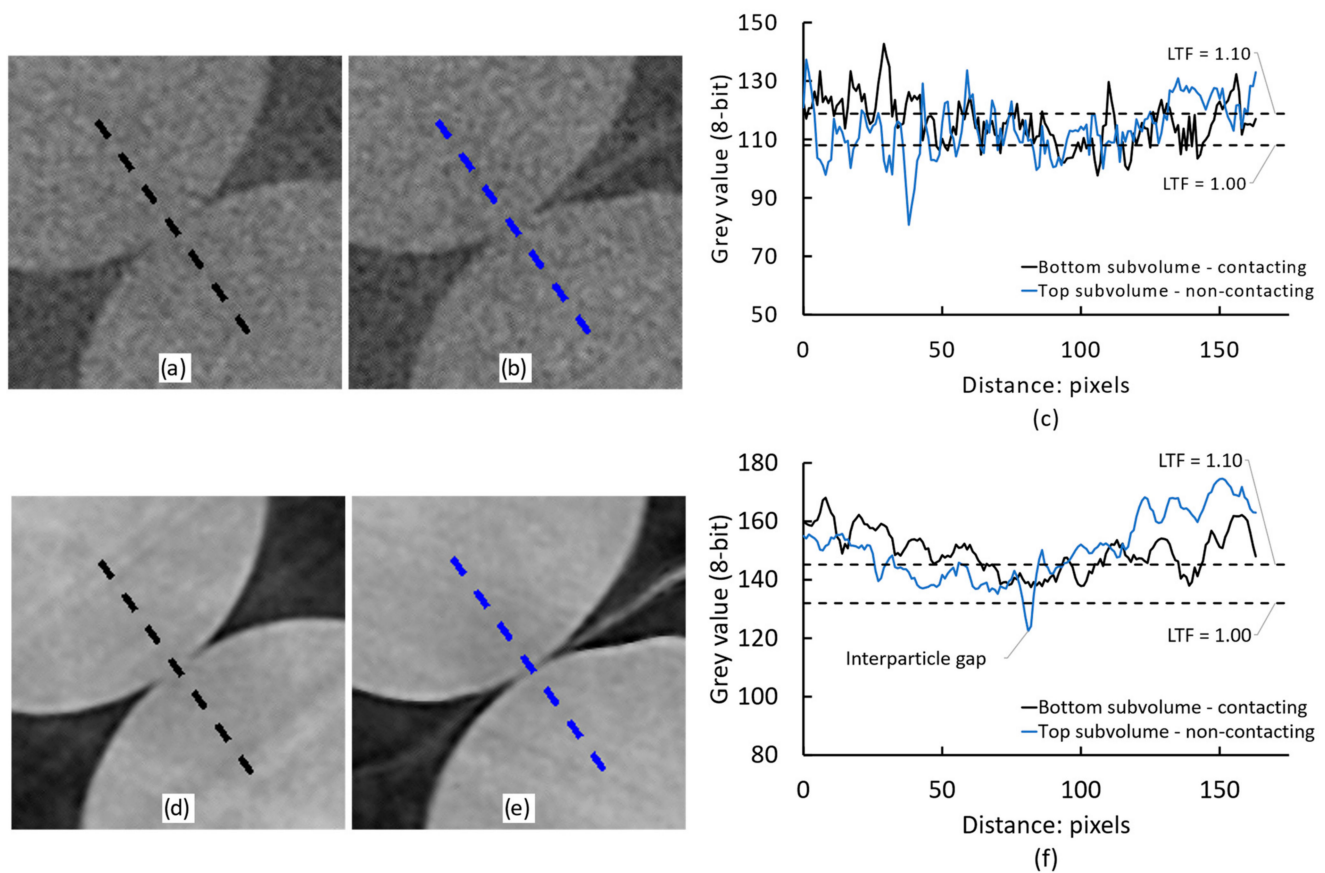 (a)
(b)
Grey value (8-bit)
150
130
110
90
70
50
LTF = 1.10
LTF = 1.00
Bottom subvolume - contacting
Top subvolume - non-contacting
0
50
100
150
Distance: pixels
(c)
(d)
(e)
Grey value (8-bit)
180
160
140
120
100
80
LTF = 1.10
LTF = 1.00
Interparticle gap
Bottom subvolume - contacting
Top subvolume - non-contacting
0
50
100
150
Distance: pixels
(f)